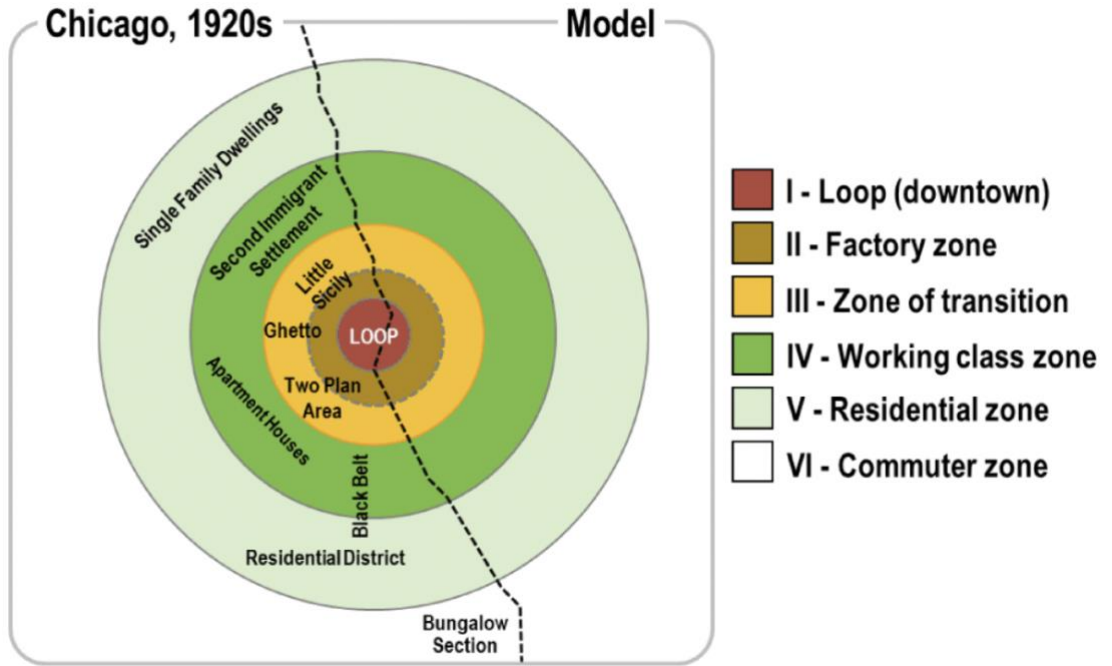 Chicago, 1920s
Model
Single Family Dwellings
Second Immigrant
Settlement
Little
Sicily
Ghetto
LOOP
Two Plan
Area
Apartment Houses
Black Belt
Residential District
Bungalow
Section
I - Loop (downtown)
II - Factory zone
III - Zone of transition
IV - Working class zone
V - Residential zone
VI - Commuter zone